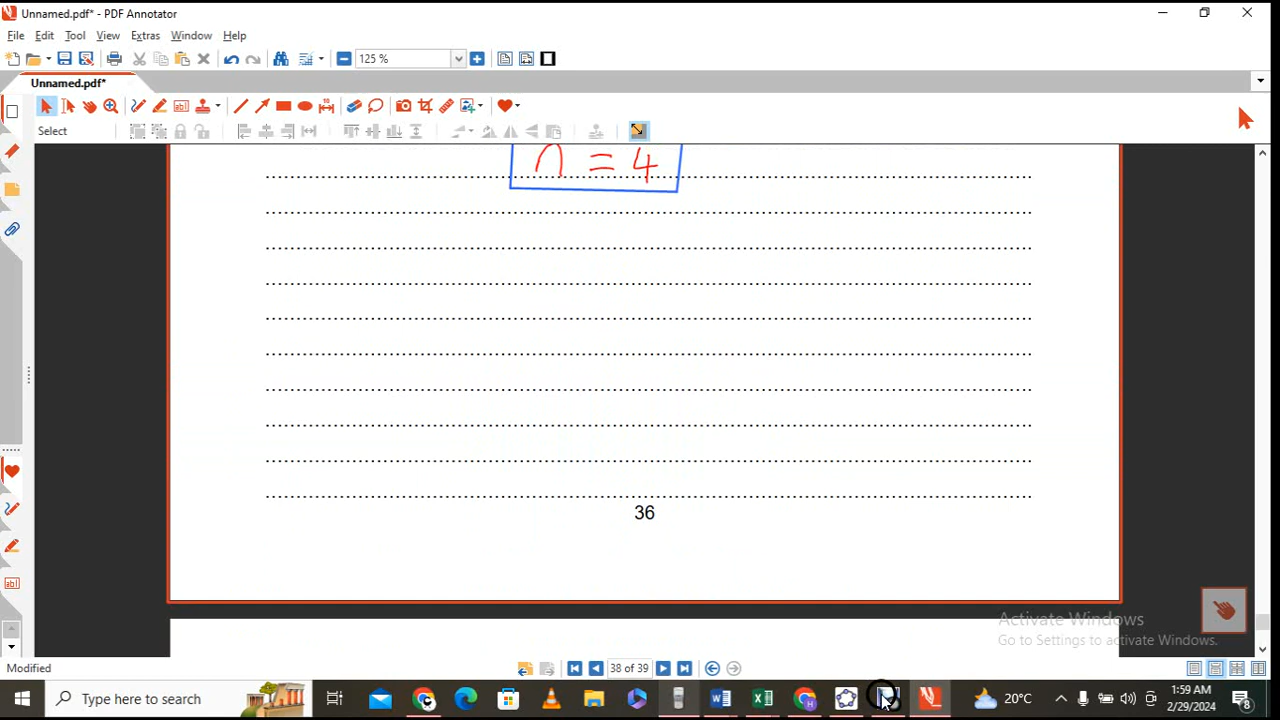 Unnamed.pdf* - PDF Annotator
File Edit Tool View Extras Window Help
125 %
Unnamed.pdf*
Select
n = 4
36
Activate Windows
Go to Settings to activate Windows.
Modified
38 of 39
Type here to search
20°C
1:59 AM
2/29/2024
8